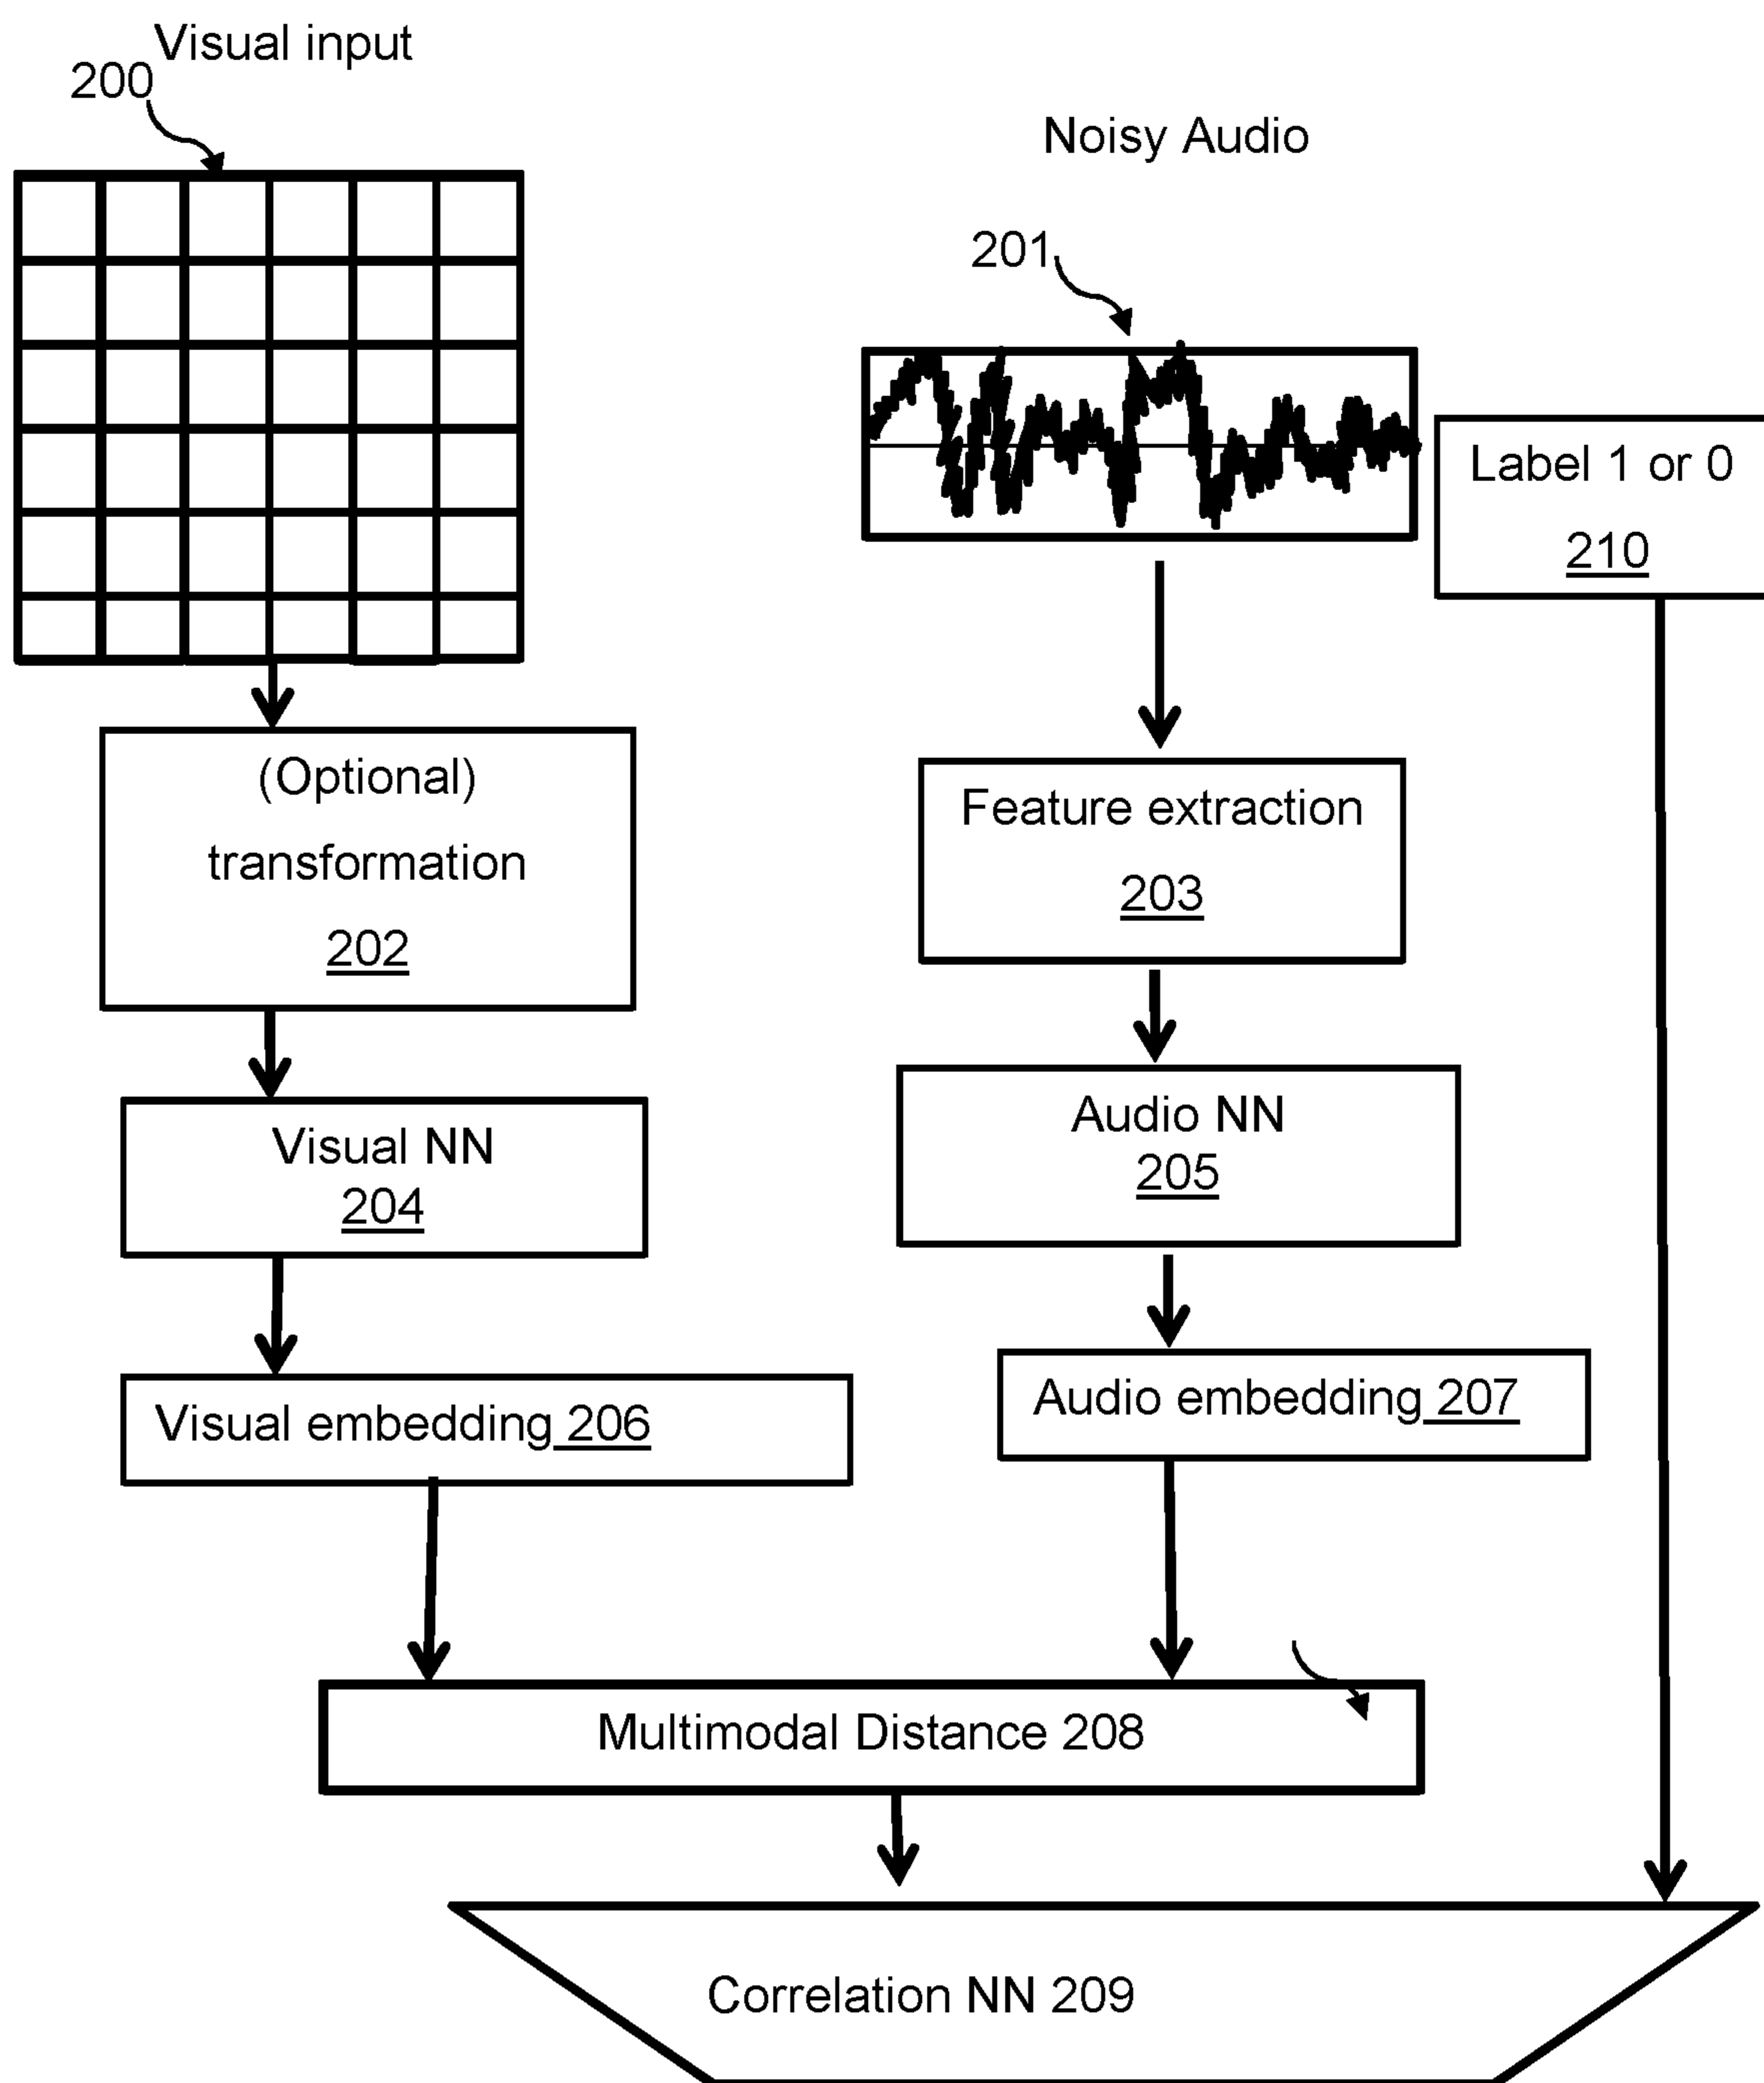 Visual input
200
Noisy Audio
201
Label 1 or 0
210
(Optional)
transformation
202
Feature extraction
203
Visual NN
204
Audio NN
205
Visual embedding 206
Audio embedding 207
Multimodal Distance 208
Correlation NN 209